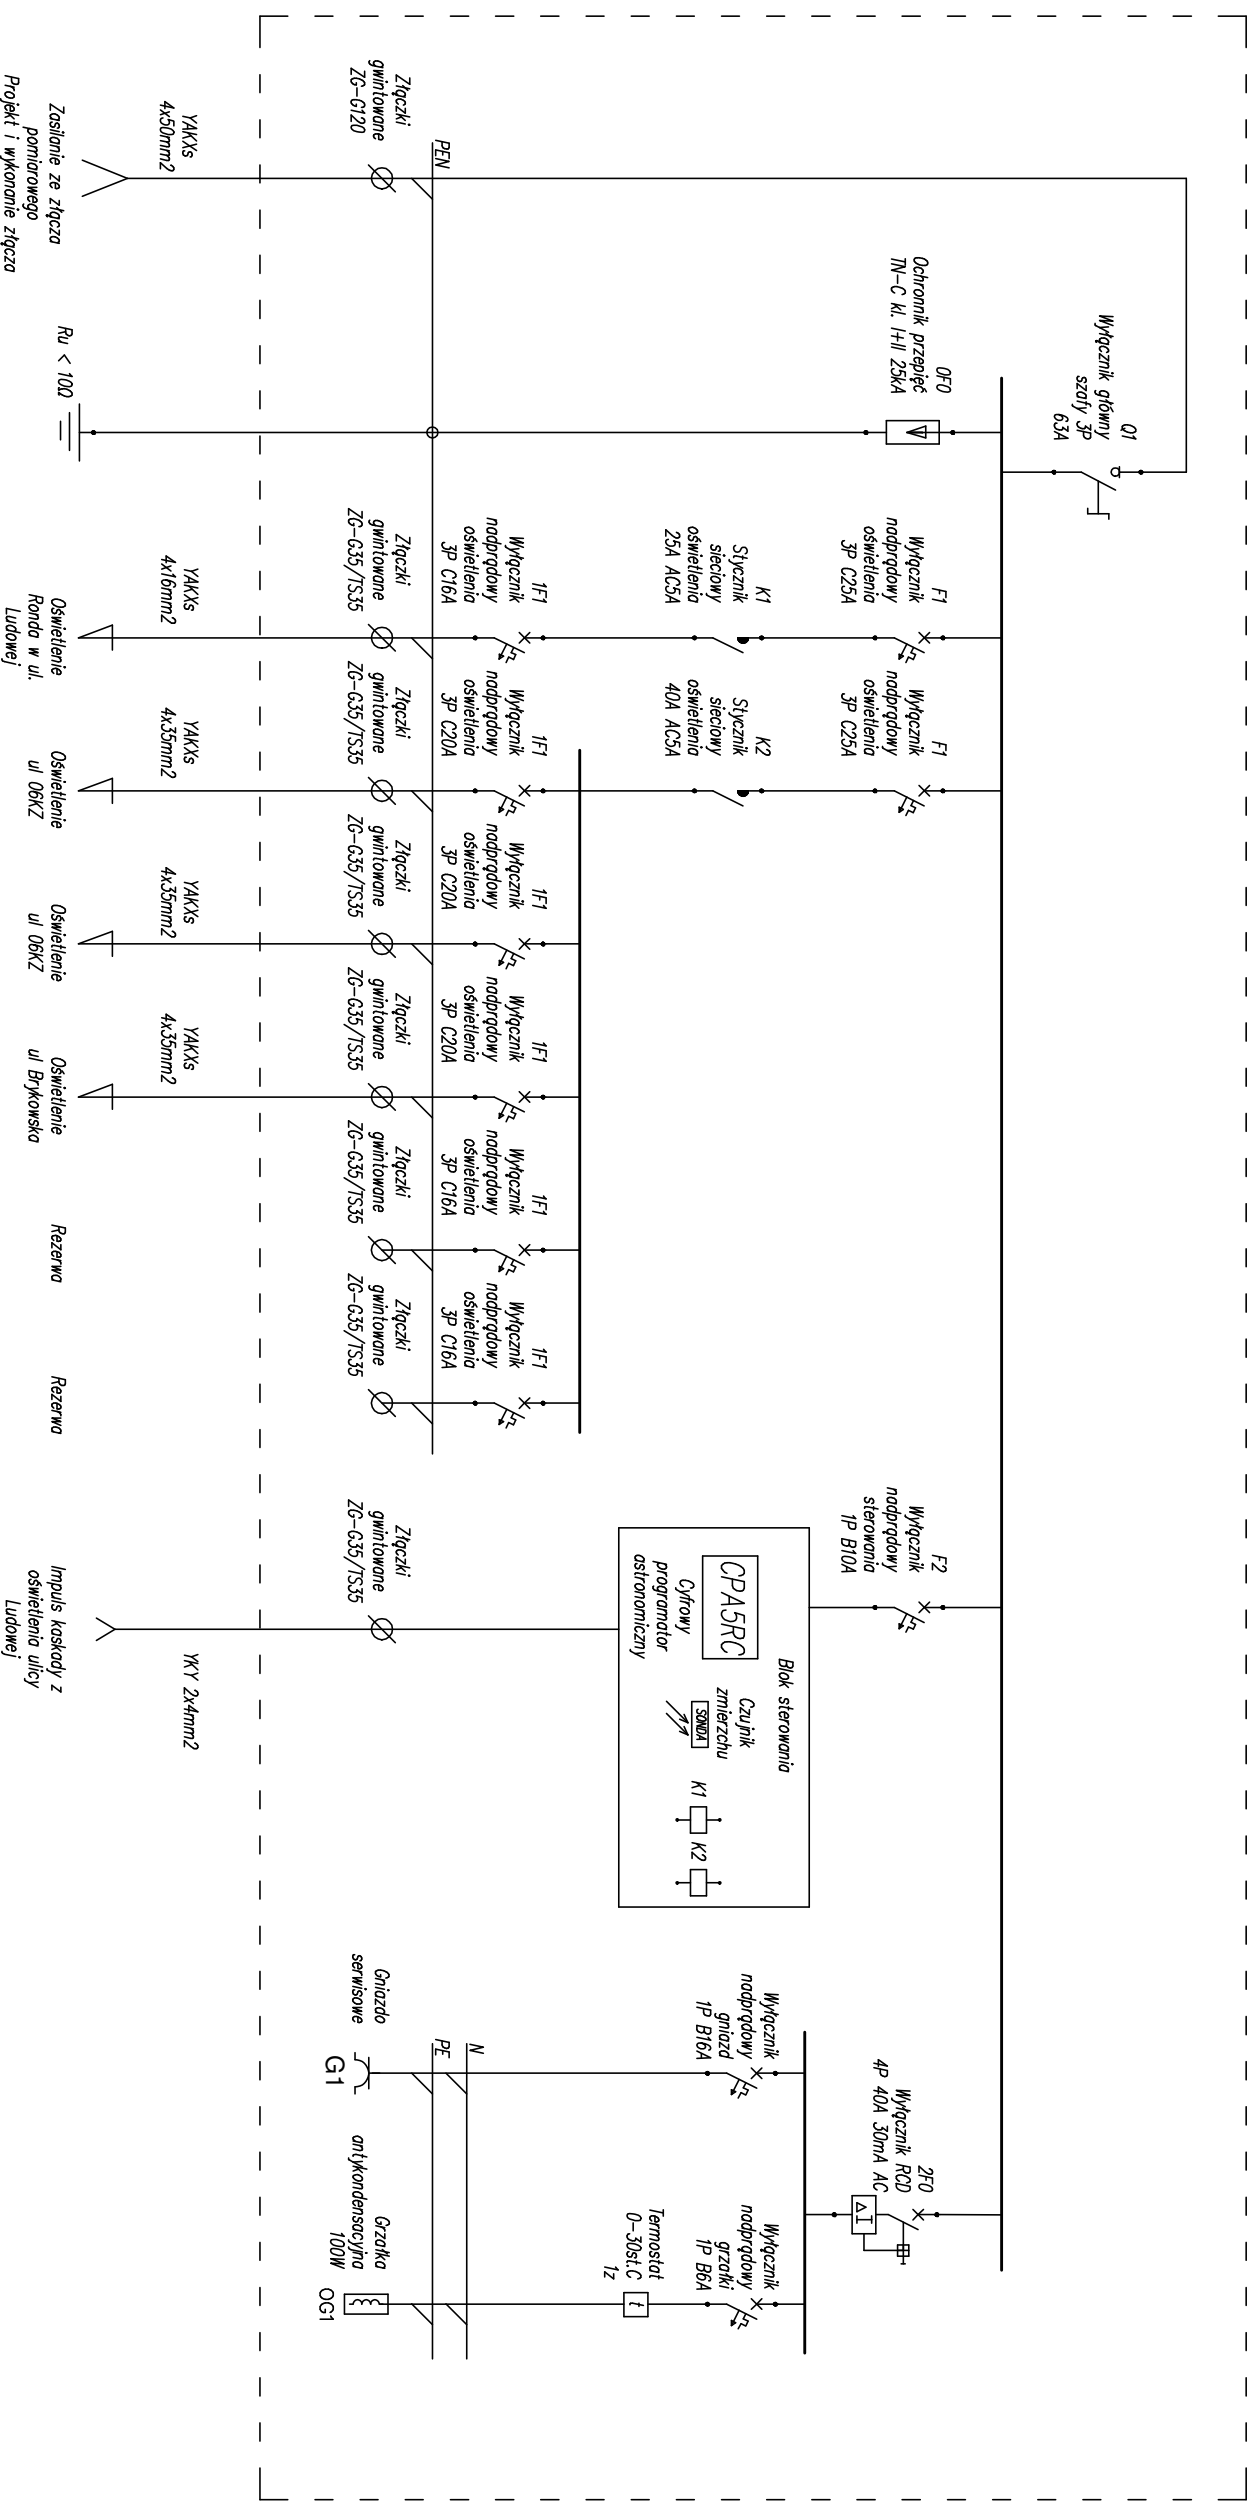 Q1
Wyłącznik główny
szafy 3P
63A
0F0
Ochronnik przepięć
TN-C kl. I+II 25kA
F1
Wyłącznik
nadprądowy
oświetlenia
3P C25A
F1
Wyłącznik
nadprądowy
oświetlenia
3P C25A
F2
Wyłącznik
nadprądowy
sterowania
1P B10A
2F0
Wyłącznik RCD
4P 40A 30mA AC
K1
Stycznik
sieciowy
oświetlenia
25A AC5A
K2
Stycznik
sieciowy
oświetlenia
40A AC5A
Blok sterowania
CPA5RC
Cyfrowy
programator
astronomiczny
Czujnik
zmierzchu
SONDA
K1
K2
Wyłącznik
nadprądowy
gniazd
1P B16A
Wyłącznik
nadprądowy
grzałki
1P B6A
Termostat
0-30st.C
1z
t
1F1
Wyłącznik
nadprądowy
oświetlenia
3P C16A
1F1
Wyłącznik
nadprądowy
oświetlenia
3P C20A
1F1
Wyłącznik
nadprądowy
oświetlenia
3P C20A
1F1
Wyłącznik
nadprądowy
oświetlenia
3P C20A
1F1
Wyłącznik
nadprądowy
oświetlenia
3P C16A
1F1
Wyłącznik
nadprądowy
oświetlenia
3P C16A
PEN
N
PE
Złączki
gwintowane
ZG-G120
Złączki
gwintowane
ZG-G35/TS35
Złączki
gwintowane
ZG-G35/TS35
Złączki
gwintowane
ZG-G35/TS35
Złączki
gwintowane
ZG-G35/TS35
Złączki
gwintowane
ZG-G35/TS35
Złączki
gwintowane
ZG-G35/TS35
Złączki
gwintowane
ZG-G35/TS35
Gniazdo
serwisowe
G1
Grzałka
antykondensacyjna
100W
OG1
YAKXs
4x50mm2
YAKXs
4x16mm2
YAKXs
4x35mm2
YAKXs
4x35mm2
YAKXs
4x35mm2
YKY 2x4mm2
Zasilanie ze złącza
pomiarowego
Projekt i wykonanie złącza
Ru < 10Ω
Oświetlenie
Ronda w ul.
Ludowej
Oświetlenie
ul 06KZ
Oświetlenie
ul 06KZ
Oświetlenie
ul Brykowska
Rezerwa
Rezerwa
Impuls kaskady z
oświetlenia ulicy
Ludowej